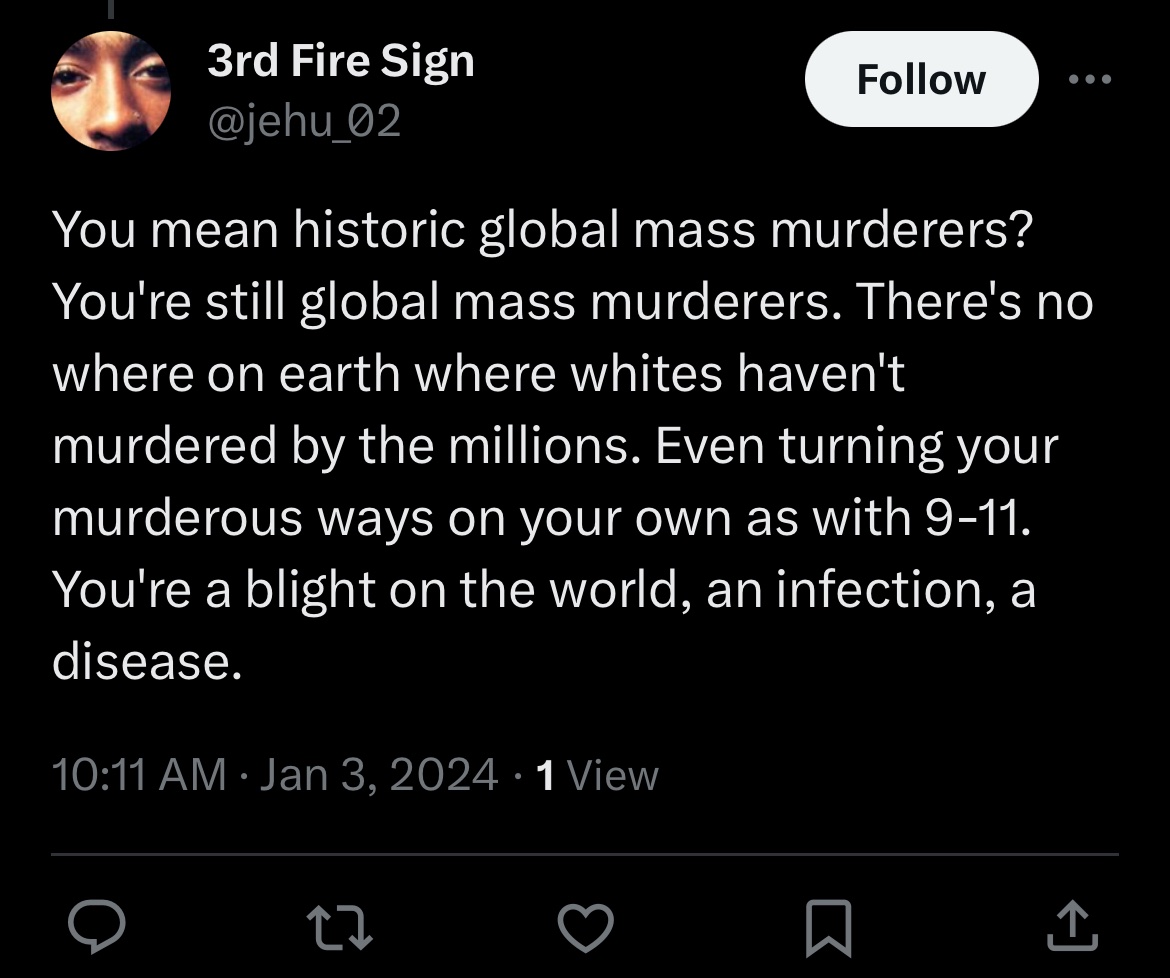 3rd Fire Sign
Follow
@jehu_02
You mean historic global mass murderers?
You're still global mass murderers. There's no
where on earth where whites haven't
murdered by the millions. Even turning your
murderous ways on your own as with 9-11.
You're a blight on the world, an infection, a
disease.
10:11 AM · Jan 3, 2024 · 1 View